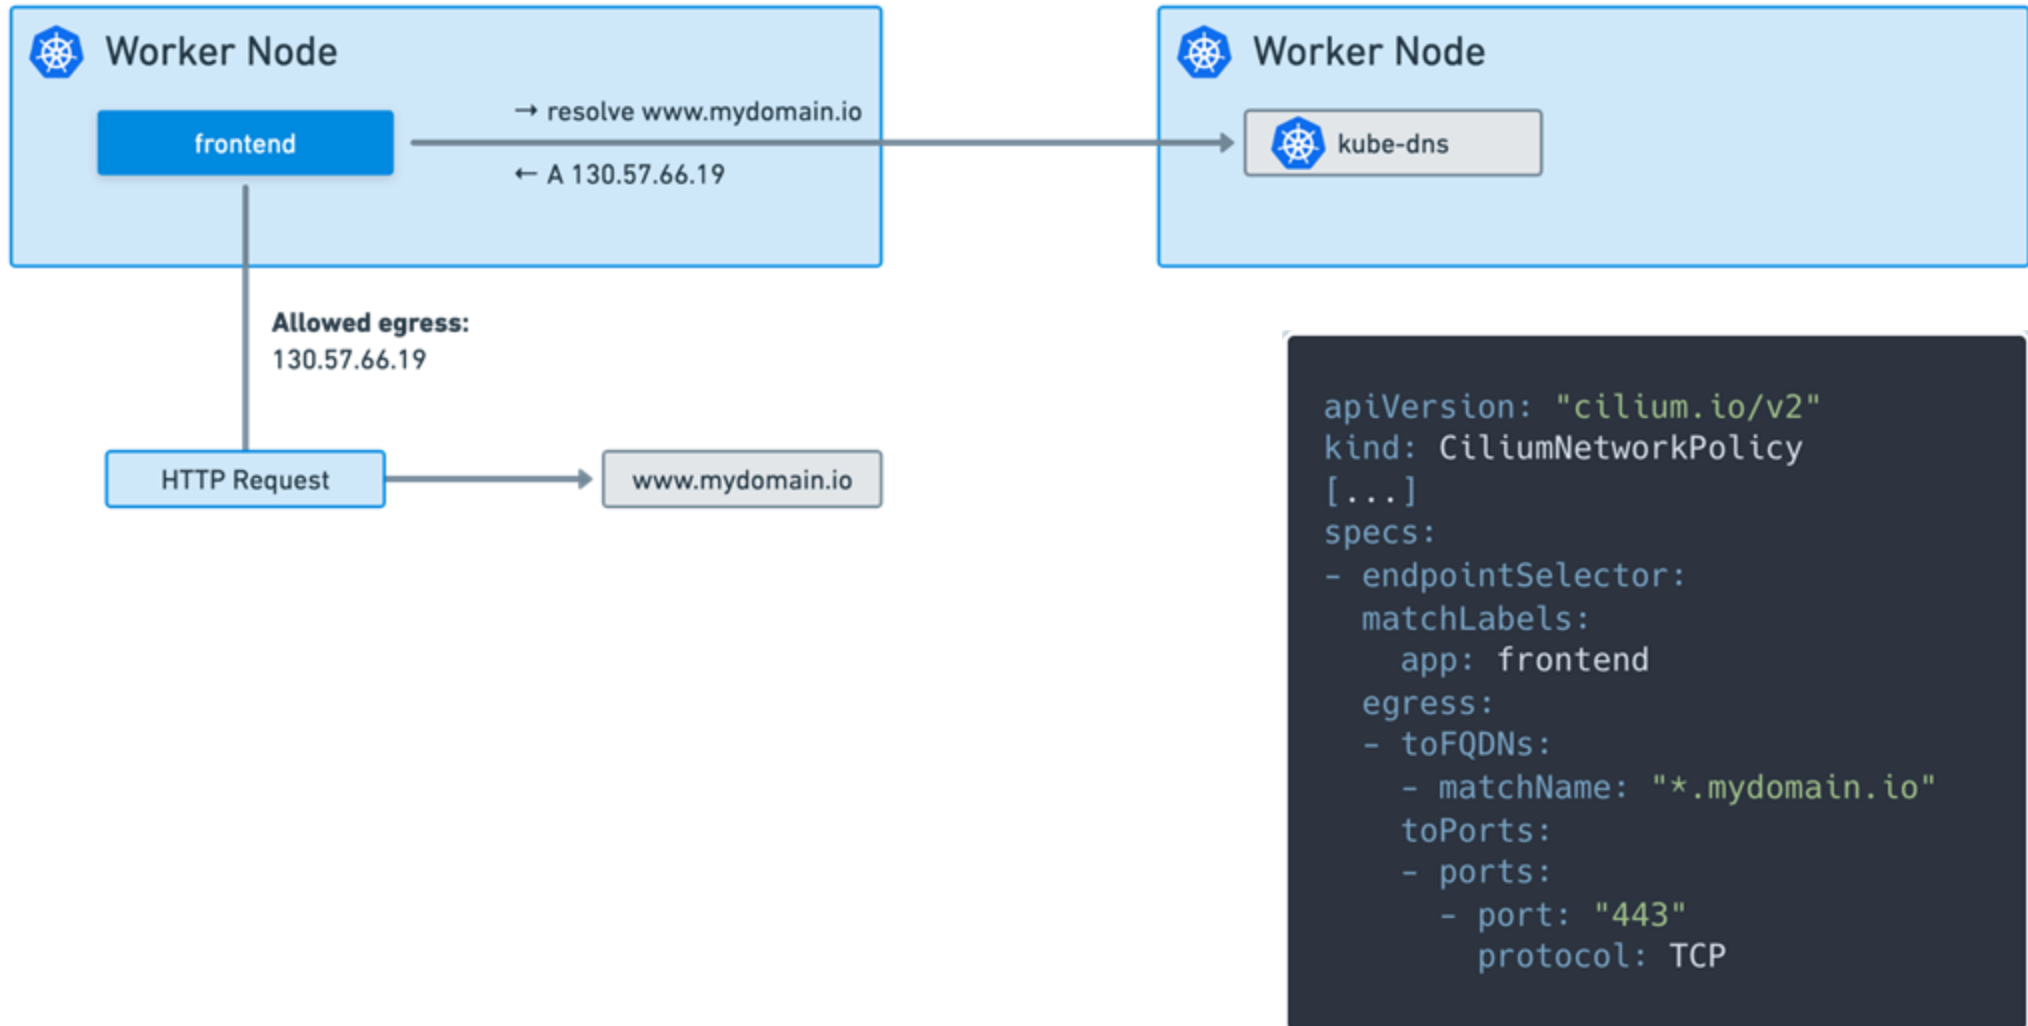 Worker Node
frontend
→ resolve www.mydomain.io
← A 130.57.66.19
Worker Node
kube-dns
Allowed egress:
130.57.66.19
HTTP Request
www.mydomain.io
apiVersion: "cilium.io/v2"
kind: CiliumNetworkPolicy
[...]
specs:
- endpointSelector:
  matchLabels:
    app: frontend
  egress:
  - toFQDNs:
    - matchName: "*.mydomain.io"
    toPorts:
    - ports:
      - port: "443"
        protocol: TCP